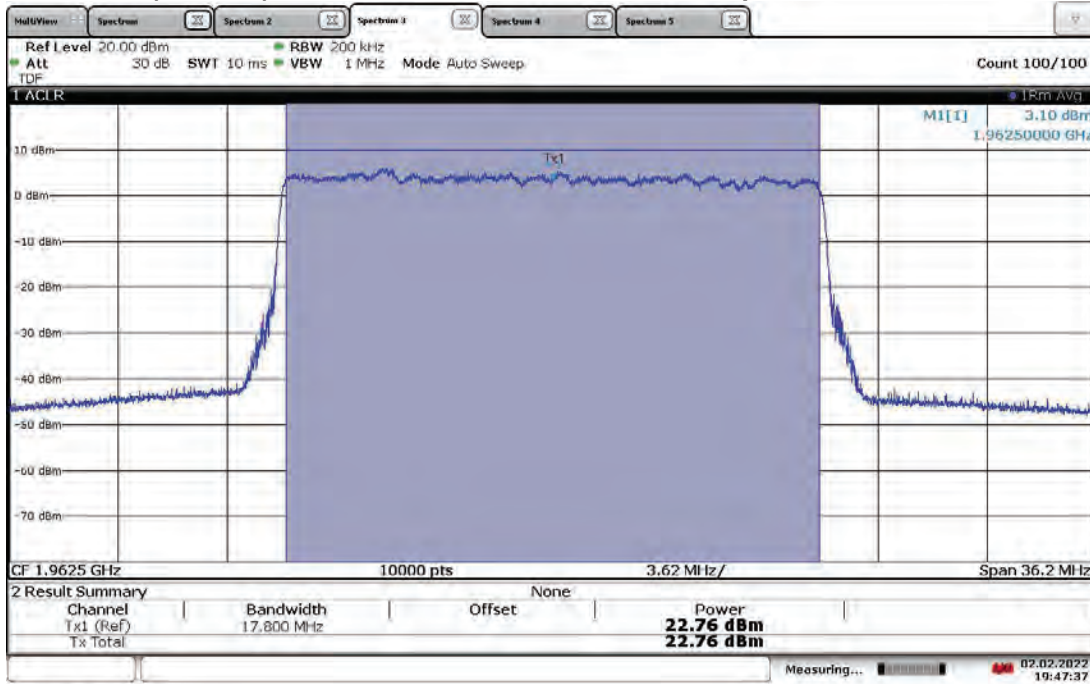 MultiView Spectrum Spectrum 2 Spectrum 3 Spectrum 4 Spectrum 5
Ref Level 20.00 dBm RBW 200 kHz
Att 30 dB SWT 10 ms VBW 1 MHz Mode Auto Sweep Count 100/100
TDF
1 ACLR 1Rm Avg
M1[1] 3.10 dBm
1.96250000 GHz
10 dBm
Tx1
0 dBm
-10 dBm
-20 dBm
-30 dBm
-40 dBm
-50 dBm
-60 dBm
-70 dBm
CF 1.9625 GHz 10000 pts 3.62 MHz/ Span 36.2 MHz
2 Result Summary None
Channel Bandwidth Offset Power
Tx1 (Ref) 17.800 MHz 22.76 dBm
Tx Total 22.76 dBm
Measuring... 02.02.2022
19:47:37